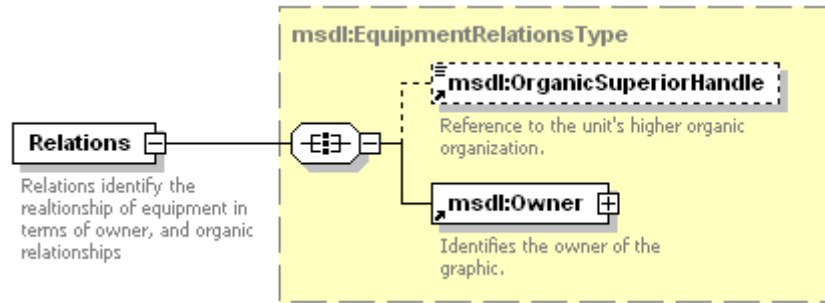 msdl:EquipmentRelationsType
msdl:OrganicSuperiorHandle
Reference to the unit's higher organic
organization.
Relations
Relations identify the
realtionship of equipment in
terms of owner, and organic
relationships
msdl:Owner
Identifies the owner of the
graphic.